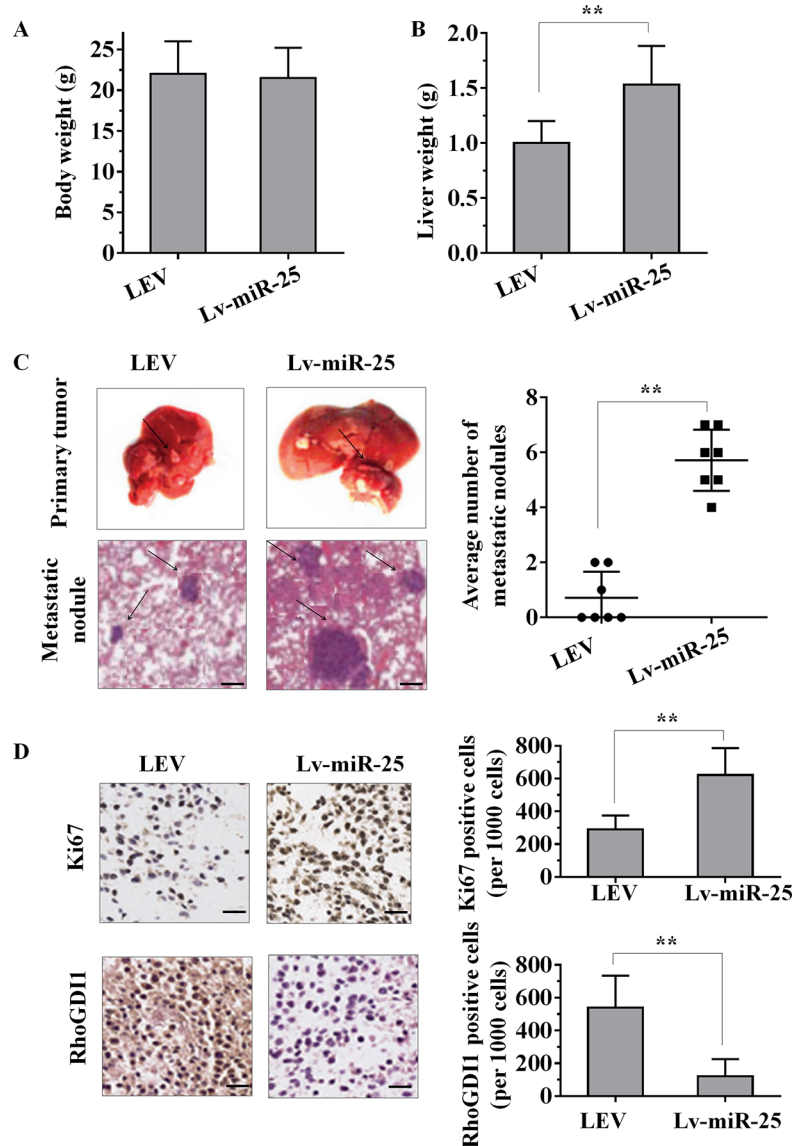 A
Body weight (g)
25
20
15
10
5
0
LEV
Lv-miR-25
B
**
Liver weight (g)
2.0
1.5
1.0
0.5
0.0
LEV
Lv-miR-25
C
LEV
Lv-miR-25
Primary tumor
Metastatic
nodule
**
Average number of
metastatic nodules
8
6
4
2
0
LEV
Lv-miR-25
D
LEV
Lv-miR-25
Ki67
RhoGDI1
**
Ki67 positive cells
(per 1000 cells)
800
600
400
200
0
LEV
Lv-miR-25
**
RhoGDI1 positive cells
(per 1000 cells)
800
600
400
200
0
LEV
Lv-miR-25